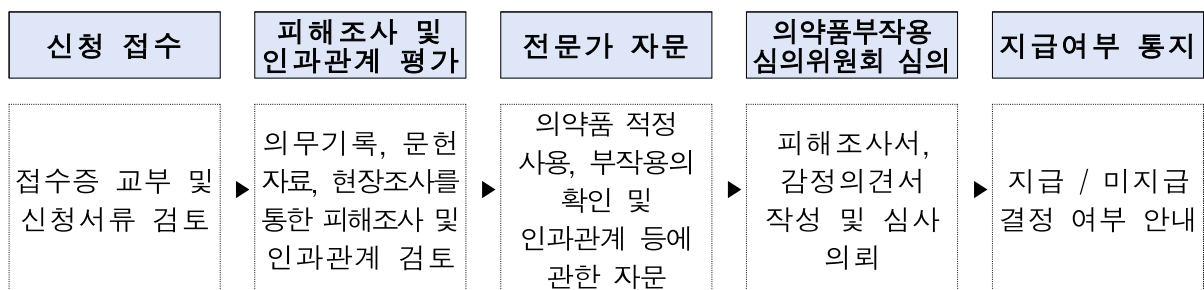 신청 접수
피해조사 및
인과관계 평가
전문가 자문
의약품부작용
심의위원회 심의
지급여부 통지
접수증 교부 및
신청서류 검토
▶
의무기록, 문헌
자료, 현장조사를
통한 피해조사 및
인과관계 검토
▶
의약품 적정
사용, 부작용의
확인 및
인과관계 등에
관한 자문
▶
피해조사서,
감정의견서
작성 및 심사
의뢰
▶
지급 / 미지급
결정 여부 안내